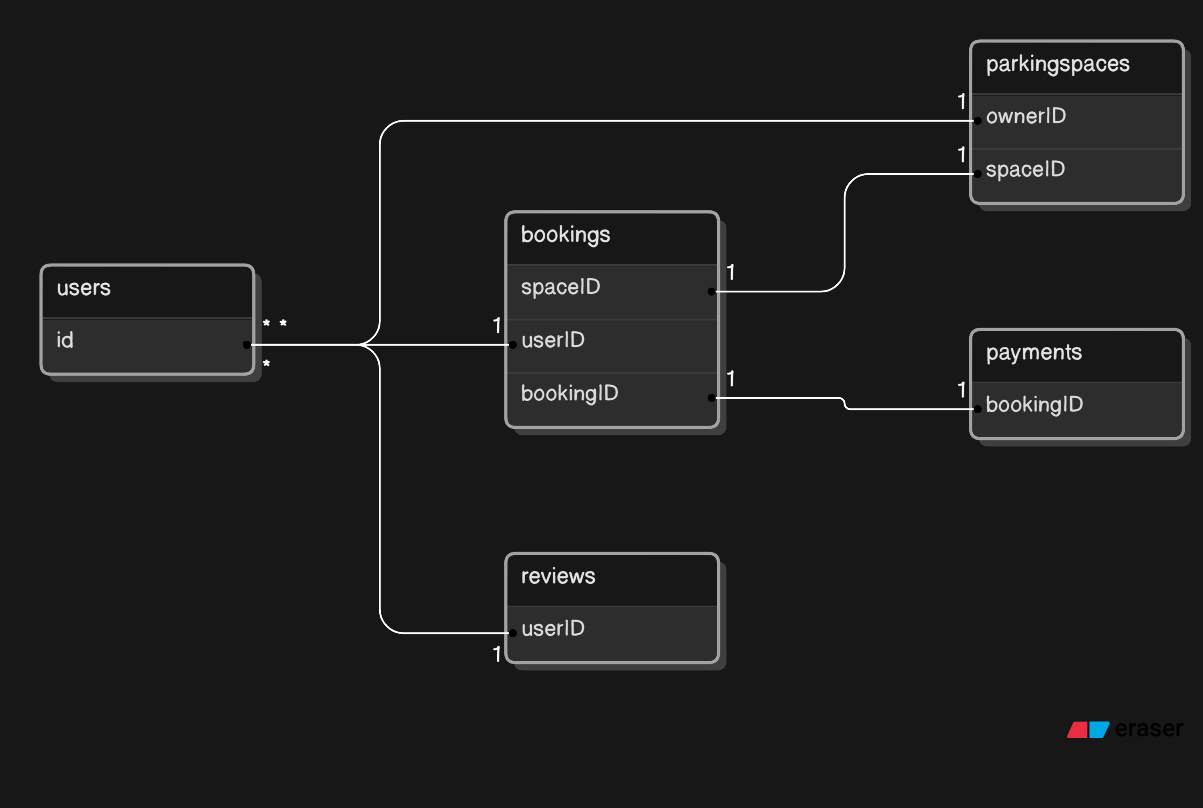 parkingspaces
1
ownerID
1
spaceID
bookings
spaceID
1
1
userID
bookingID
1
users
* *
id
*
payments
1
bookingID
reviews
userID
1
eraser